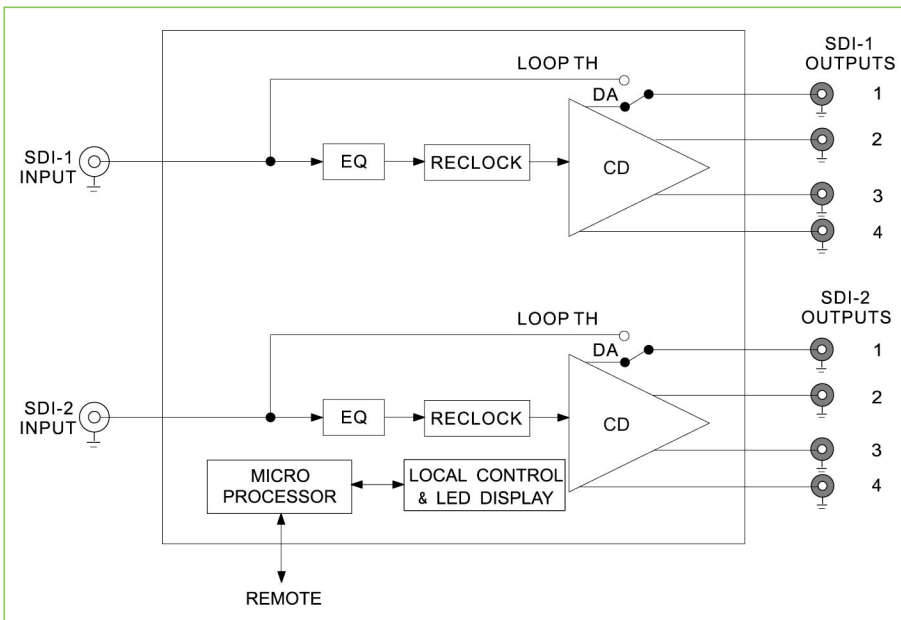 SDI-1
OUTPUTS
LOOP TH
DA
1
2
SDI-1
INPUT
EQ
RECLOCK
CD
3
4
SDI-2
OUTPUTS
LOOP TH
DA
1
2
SDI-2
INPUT
EQ
RECLOCK
CD
3
4
MICRO
PROCESSOR
LOCAL CONTROL
& LED DISPLAY
REMOTE